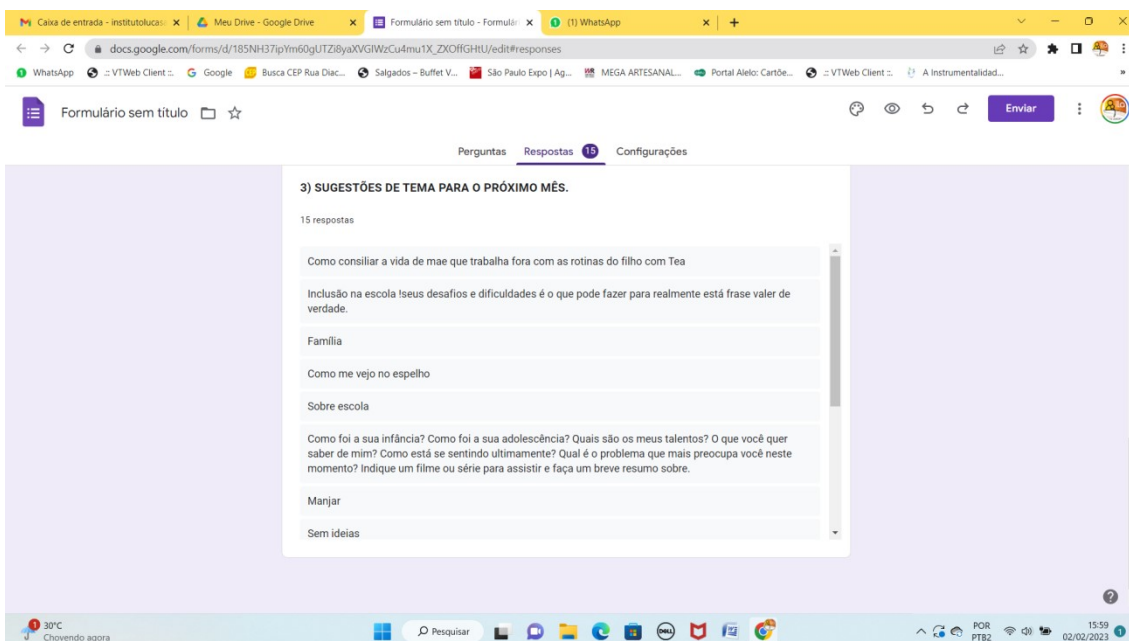 Caixa de entrada - institutolucas
Meu Drive - Google Drive
Formulário sem título - Formulár
(1) WhatsApp
docs.google.com/forms/d/185NH37ipYm60gUTZi8yaXVGIWzCu4mu1X_ZXOffGHtU/edit#responses
WhatsApp
.:: VTWeb Client ::.
Google
Busca CEP Rua Diac...
Salgados – Buffet V...
São Paulo Expo | Ag...
MEGA ARTESANAL...
Portal Alelo: Cartõe...
.:: VTWeb Client ::.
A Instrumentalidad...
Formulário sem título
Enviar
Perguntas Respostas 15 Configurações
3) SUGESTÕES DE TEMA PARA O PRÓXIMO MÊS.
15 respostas
Como consiliar a vida de mae que trabalha fora com as rotinas do filho com Tea
Inclusão na escola !seus desafios e dificuldades é o que pode fazer para realmente está frase valer de
verdade.
Família
Como me vejo no espelho
Sobre escola
Como foi a sua infância? Como foi a sua adolescência? Quais são os meus talentos? O que você quer
saber de mim? Como está se sentindo ultimamente? Qual é o problema que mais preocupa você neste
momento? Indique um filme ou série para assistir e faça um breve resumo sobre.
Manjar
Sem ideias
1
30°C
Chovendo agora
Pesquisar
DELL
POR
PTB2
15:59
02/02/2023
1